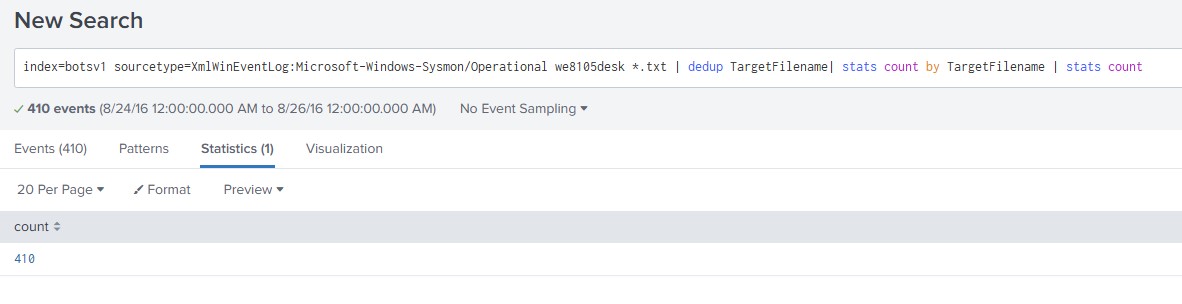 New Search
index=botsv1 sourcetype=XmlWinEventLog:Microsoft-Windows-Sysmon/Operational we8105desk *.txt | dedup TargetFilename| stats count by TargetFilename | stats count
410 events (8/24/16 12:00:00.000 AM to 8/26/16 12:00:00.000 AM) No Event Sampling
Events (410) Patterns Statistics (1) Visualization
20 Per Page Format Preview
count
410